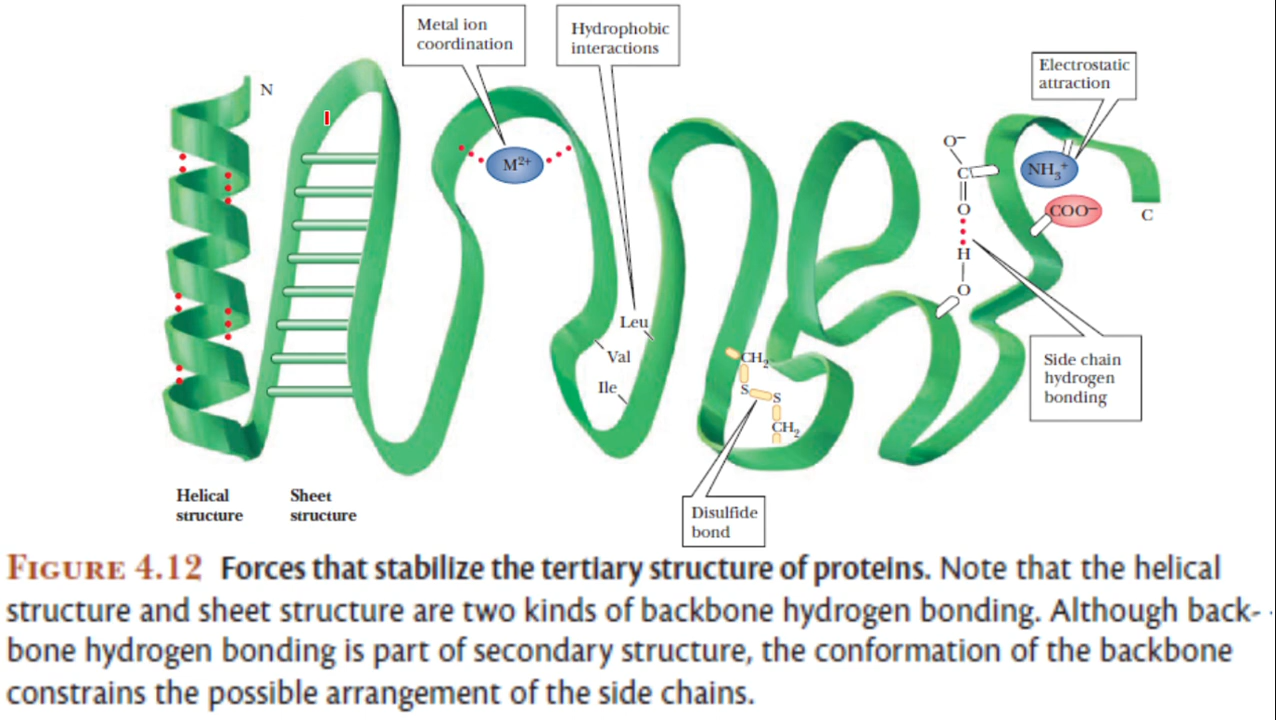 Metal ion
coordination
Hydrophobic
interactions
Electrostatic
attraction
N
M²⁺
O⁻
C
NH₃⁺
O
COO⁻
C
H
O
Leu
Val
Ile
CH₂
S
S
CH₂
Side chain
hydrogen
bonding
Helical
structure
Sheet
structure
Disulfide
bond
FIGURE 4.12 Forces that stabilize the tertiary structure of proteins. Note that the helical
structure and sheet structure are two kinds of backbone hydrogen bonding. Although back-
bone hydrogen bonding is part of secondary structure, the conformation of the backbone
constrains the possible arrangement of the side chains.